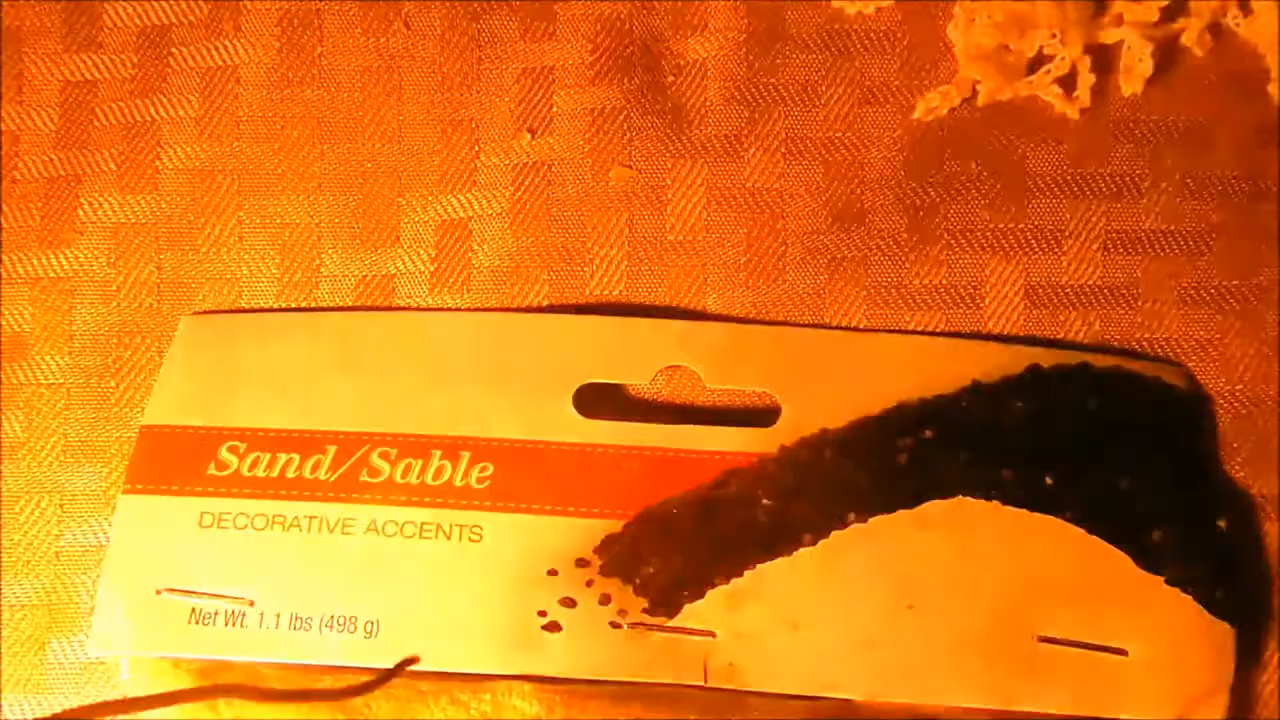 Sand/Sable
DECORATIVE ACCENTS
Net Wt. 1.1 lbs (498 g)